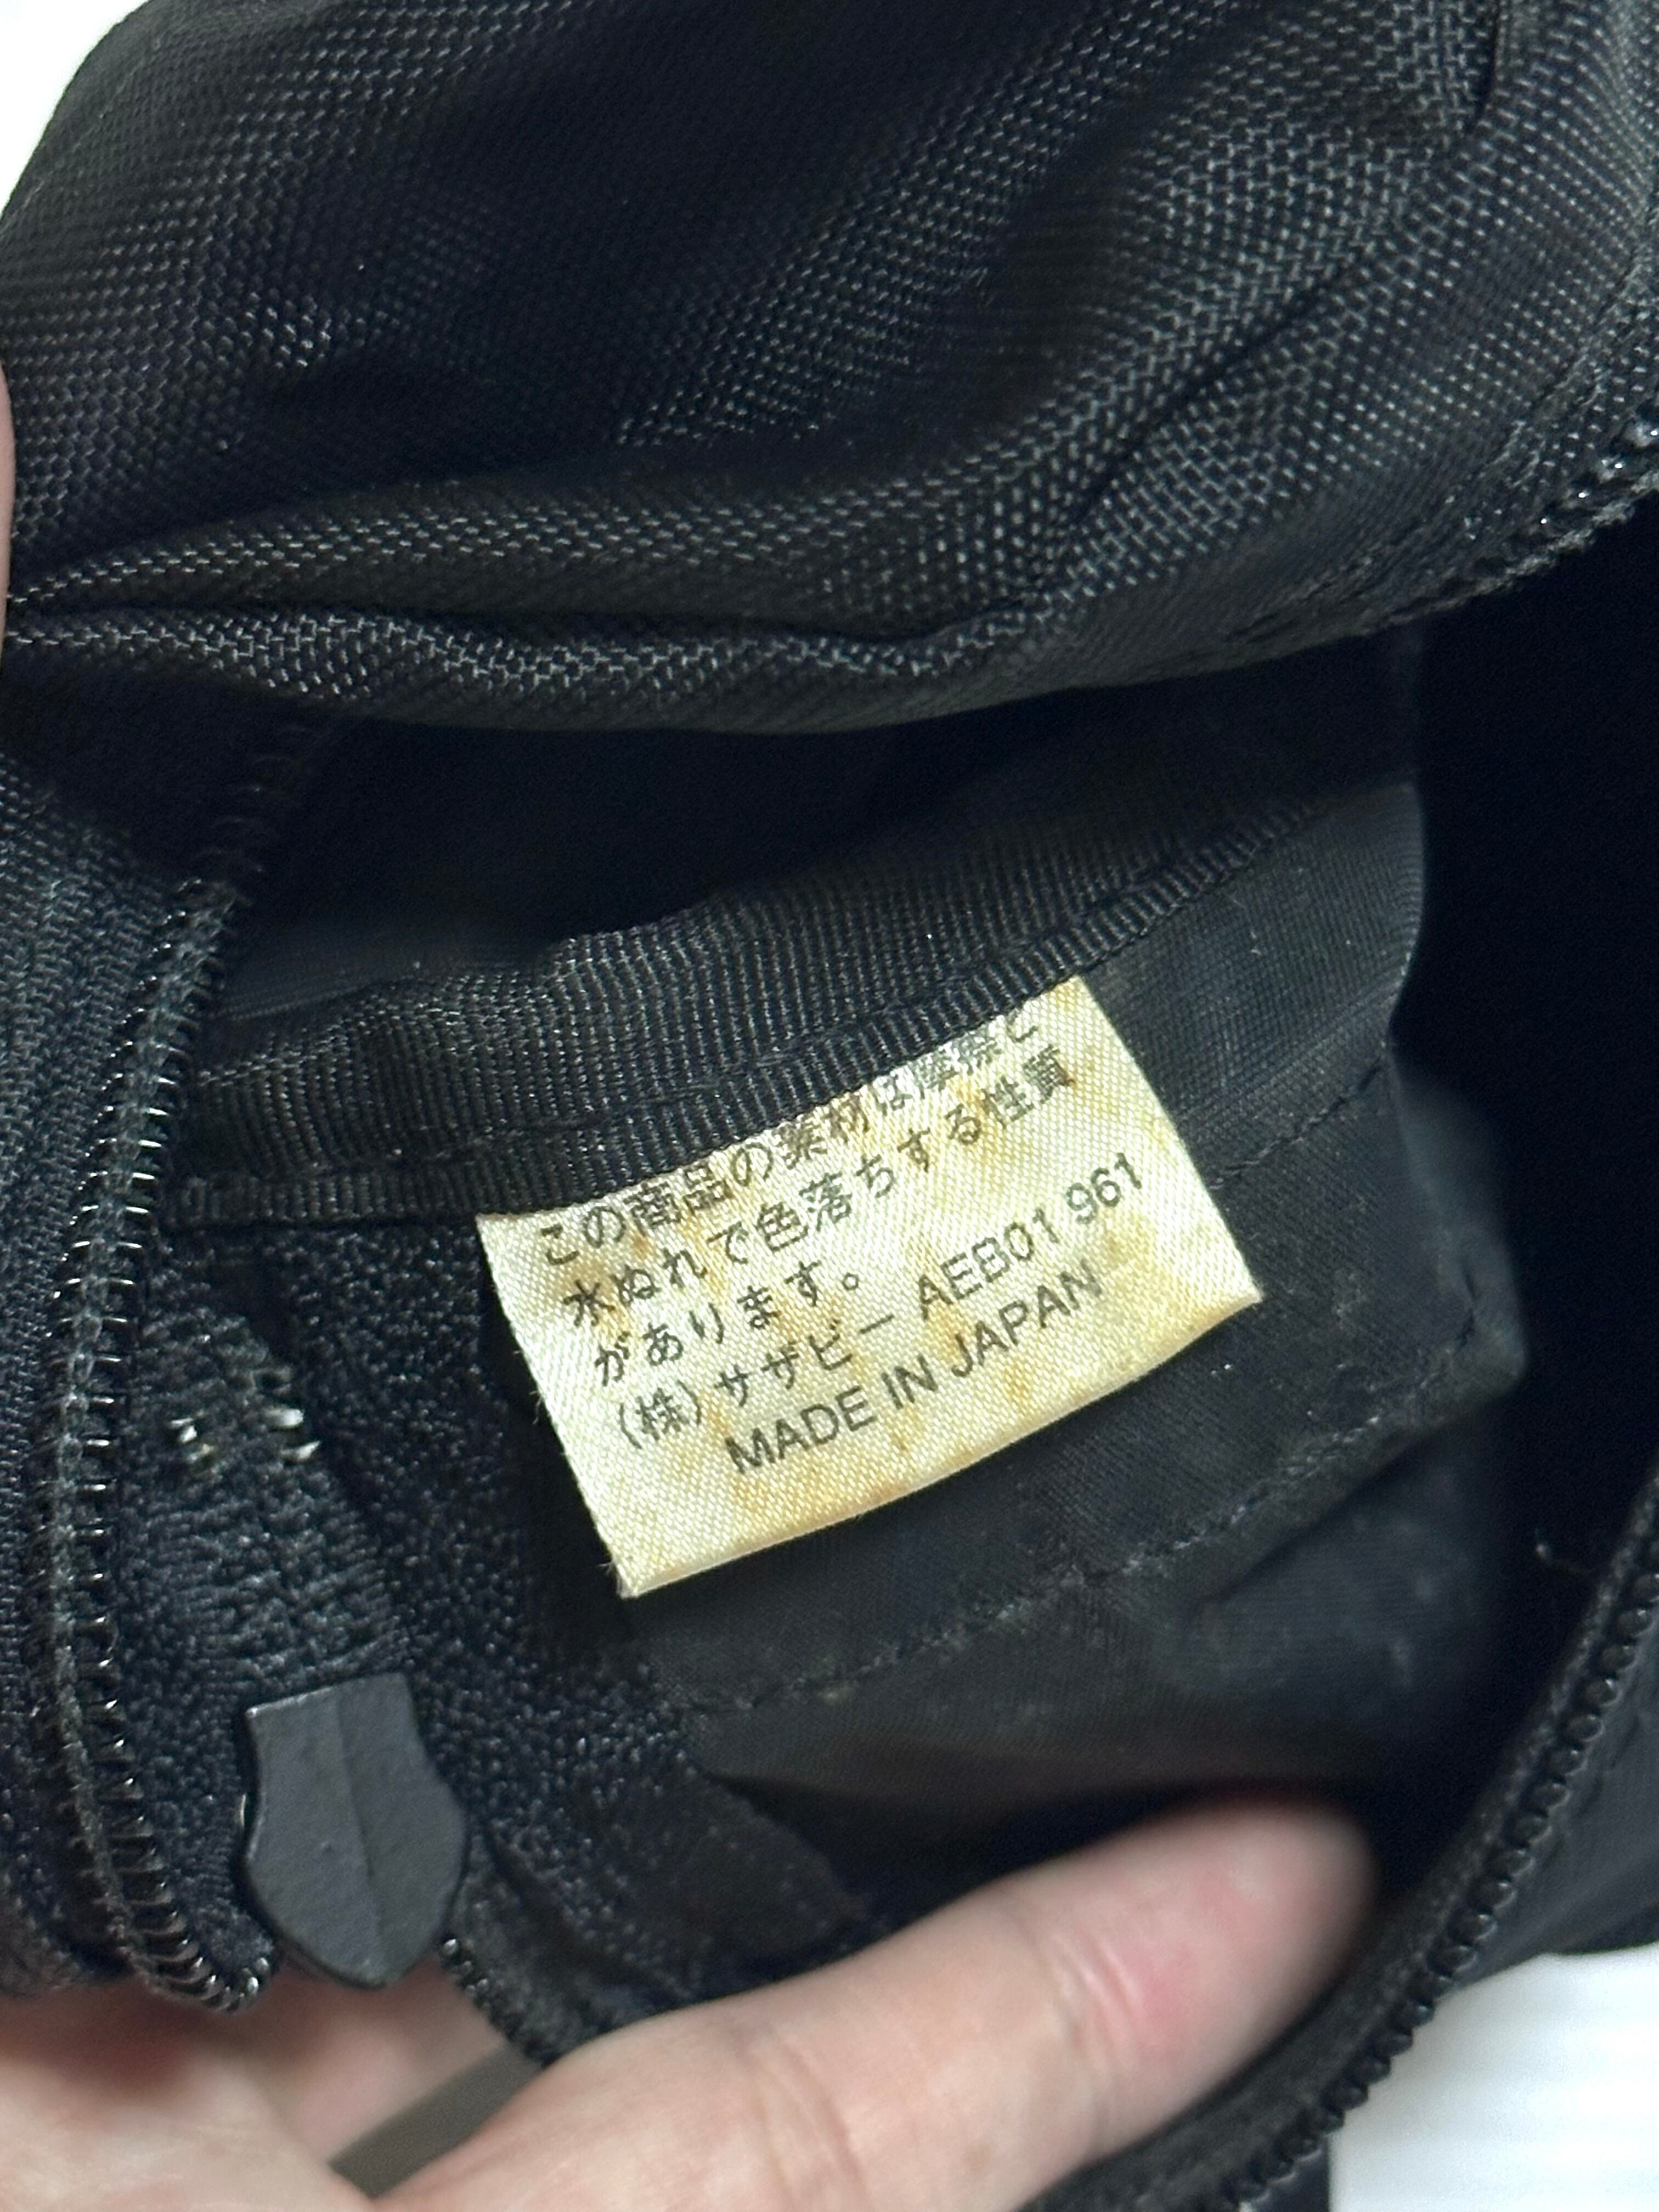 この商品の素材は摩擦と
水ぬれで色落ちする性質
があります。
(株)サザビー AEB01 961
MADE IN JAPAN